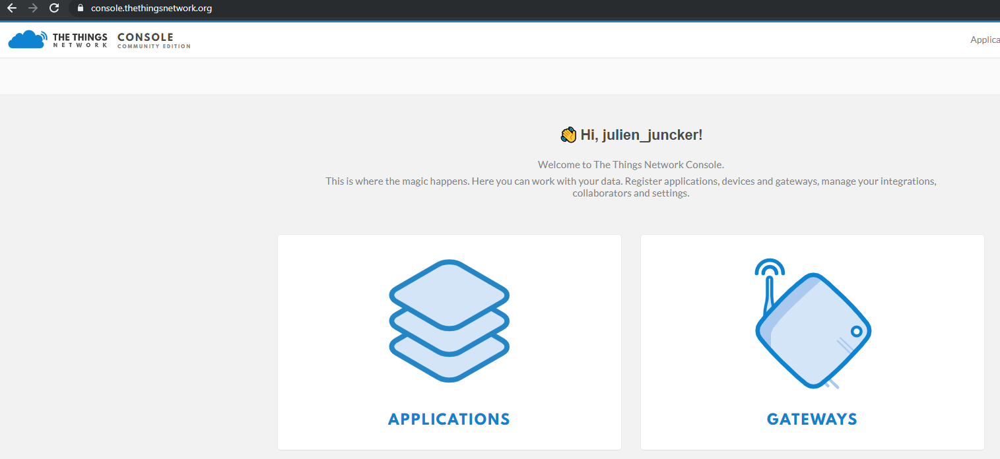 console.thethingsnetwork.org
THE THINGS NETWORK CONSOLE COMMUNITY EDITION
Applica
👋 Hi, julien_juncker!
Welcome to The Things Network Console.
This is where the magic happens. Here you can work with your data. Register applications, devices and gateways, manage your integrations,
collaborators and settings.
APPLICATIONS
GATEWAYS